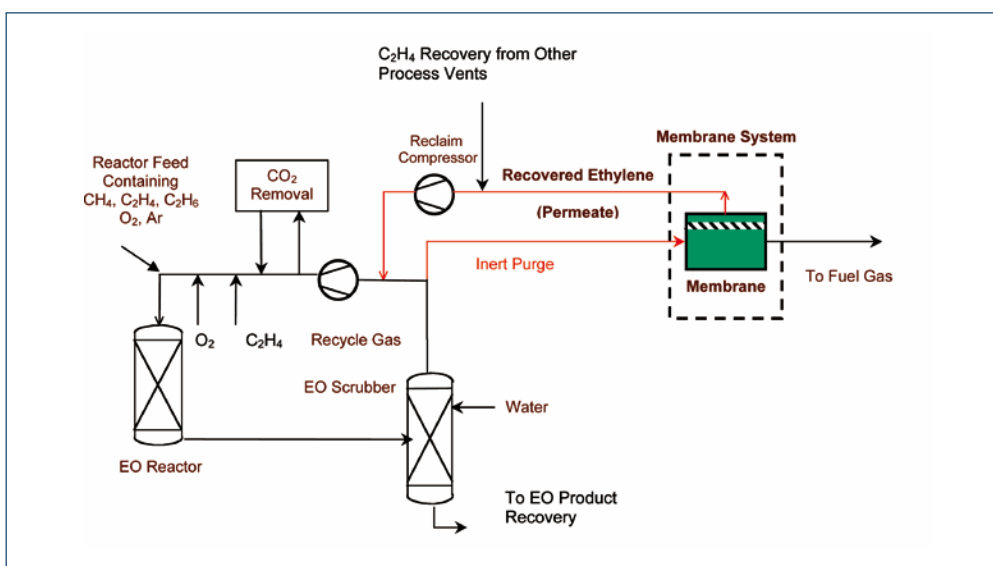 C₂H₄ Recovery from Other
Process Vents
Reclaim
Compressor
Membrane System
Reactor Feed
Containing
CH₄, C₂H₄, C₂H₆
O₂, Ar
CO₂
Removal
Recovered Ethylene
(Permeate)
Inert Purge
Membrane
To Fuel Gas
O₂
C₂H₄
Recycle Gas
EO Scrubber
Water
EO Reactor
To EO Product
Recovery